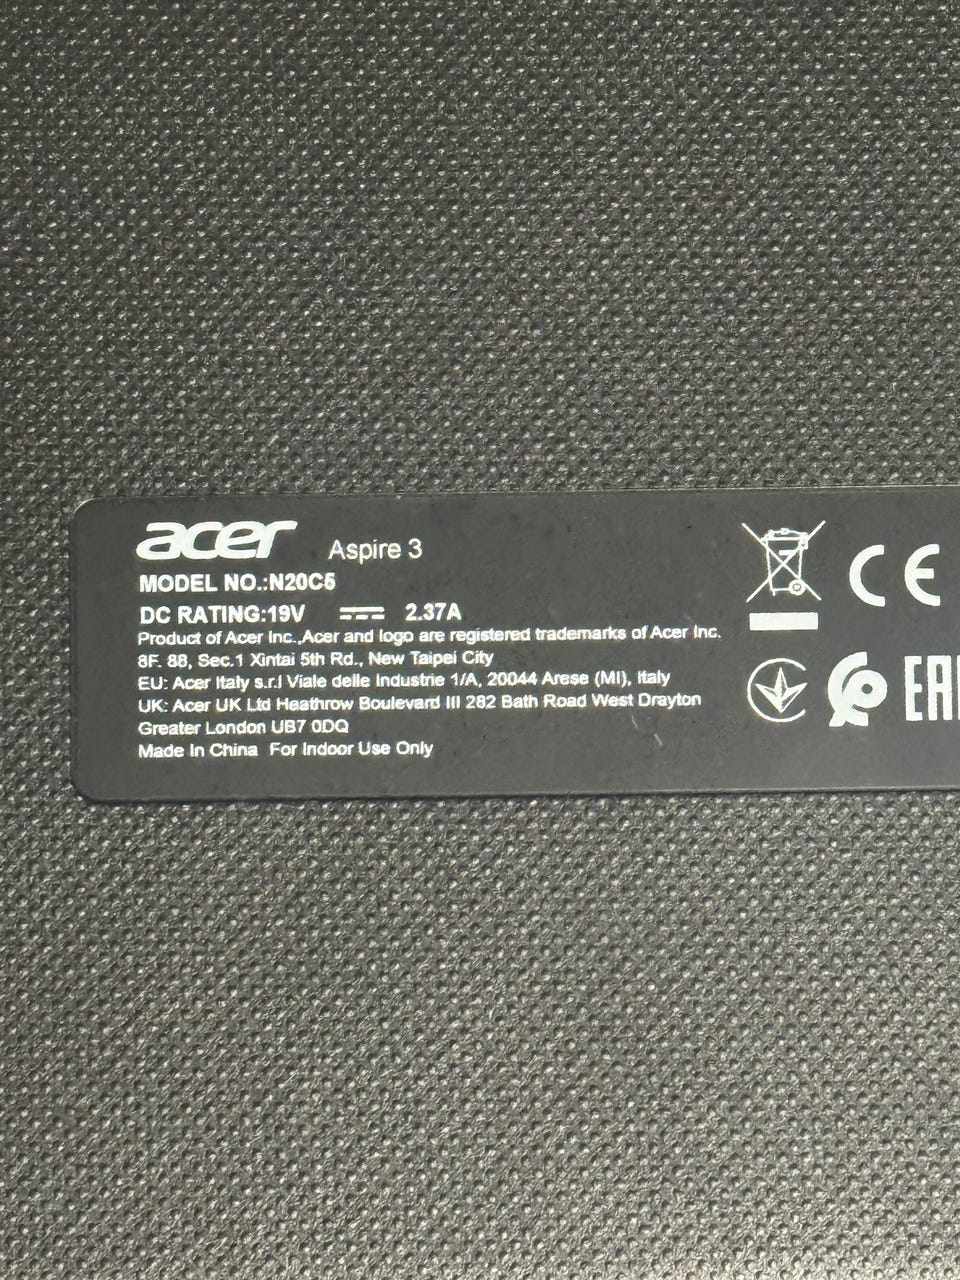 acer Aspire 3
MODEL NO.:N20C5
DC RATING:19V ⎓ 2.37A
Product of Acer Inc.,Acer and logo are registered trademarks of Acer Inc.
8F. 88, Sec.1 Xintai 5th Rd., New Taipei City
EU: Acer Italy s.r.l Viale delle Industrie 1/A, 20044 Arese (MI), Italy
UK: Acer UK Ltd Heathrow Boulevard III 282 Bath Road West Drayton
Greater London UB7 0DQ
Made In China For Indoor Use Only
CE
EAC